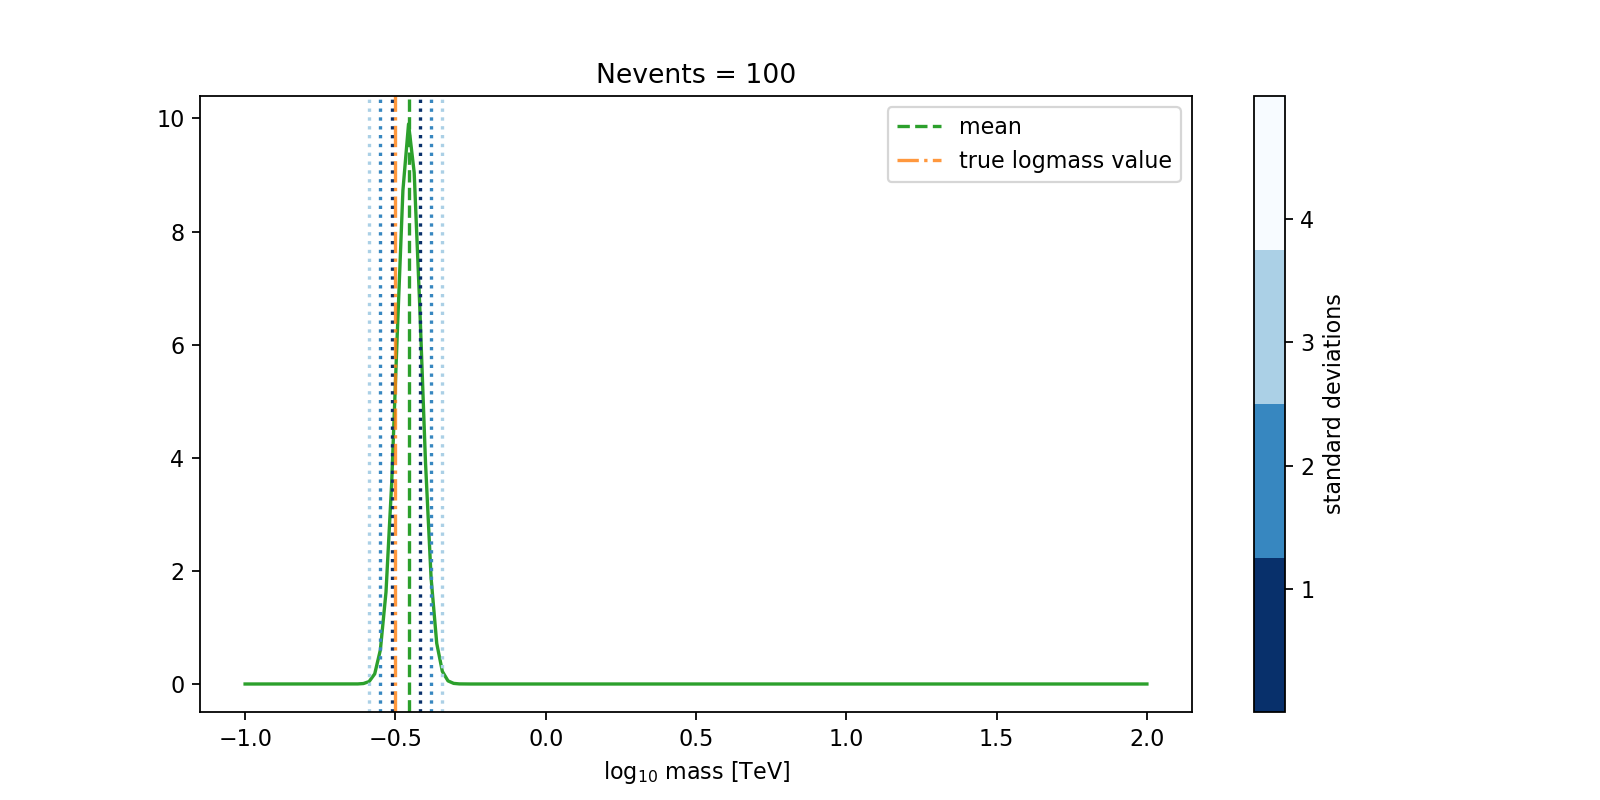 Nevents = 100
mean
true logmass value
10
8
6
4
2
0
−1.0 −0.5 0.0 0.5 1.0 1.5 2.0
log₁₀ mass [TeV]
4
3
2
1
standard deviations